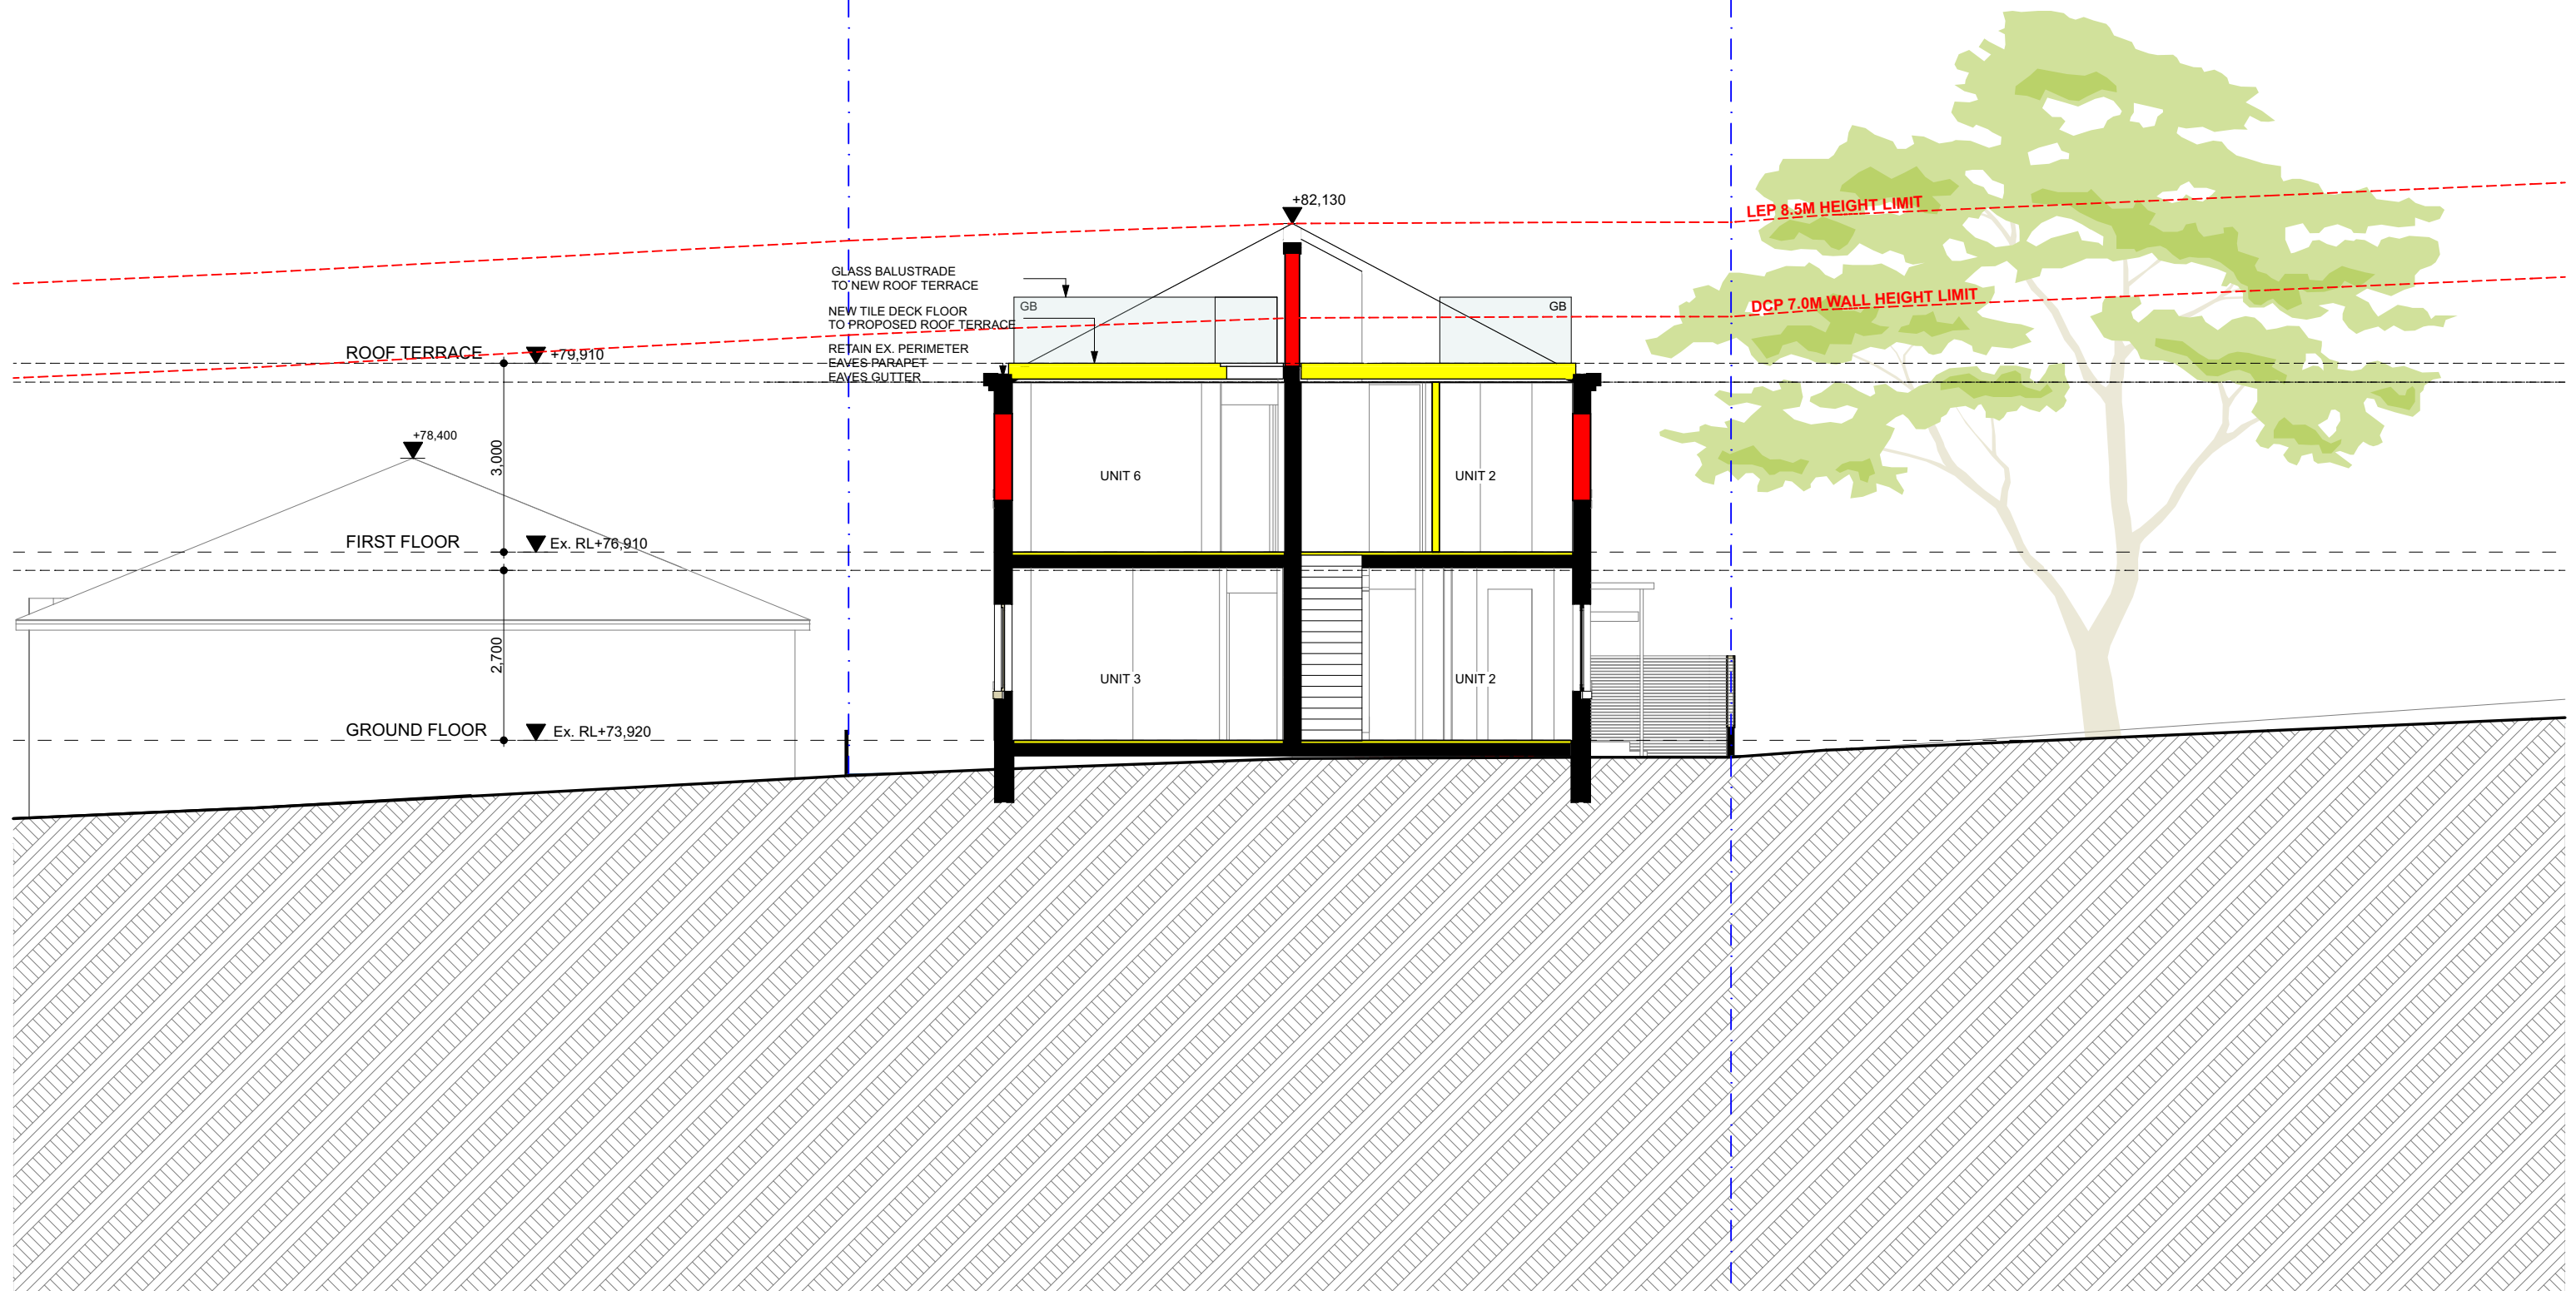 +82,130
LEP 8.5M HEIGHT LIMIT
GLASS BALUSTRADE
TO NEW ROOF TERRACE
GB
GB
DCP 7.0M WALL HEIGHT LIMIT
NEW TILE DECK FLOOR
TO PROPOSED ROOF TERRACE
RETAIN EX. PERIMETER
EAVES PARAPET
EAVES GUTTER
ROOF TERRACE
+79,910
+78,400
3,000
UNIT 6
UNIT 2
FIRST FLOOR
Ex. RL+76,910
2,700
UNIT 3
UNIT 2
GROUND FLOOR
Ex. RL+73,920